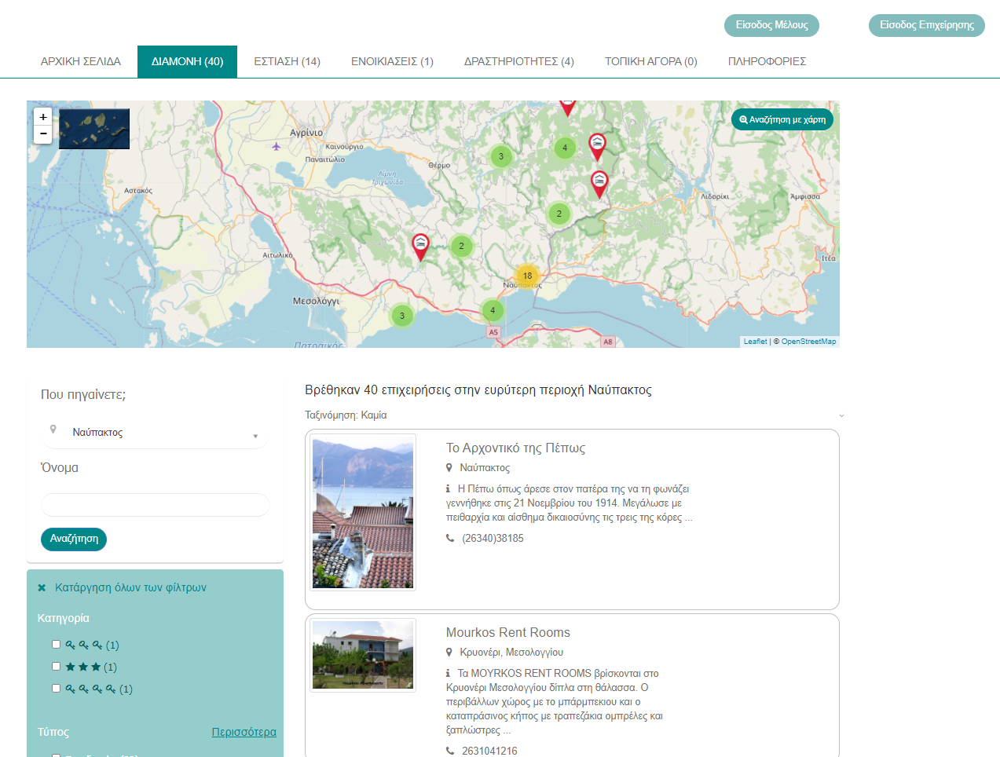 Είσοδος Μέλους
Είσοδος Επιχείρησης
ΑΡΧΙΚΗ ΣΕΛΙΔΑ
ΔΙΑΜΟΝΗ (40)
ΕΣΤΙΑΣΗ (14)
ΕΝΟΙΚΙΑΣΕΙΣ (1)
ΔΡΑΣΤΗΡΙΟΤΗΤΕΣ (4)
ΤΟΠΙΚΗ ΑΓΟΡΑ (0)
ΠΛΗΡΟΦΟΡΙΕΣ
+
−
Αναζήτηση με χάρτη
Αγρίνιο
Καινούργιο
Παναιτώλιο
Θέρμο
3
4
Λίμνη
Τριχωνίδα
Αστακός
Λιδορίκι
Άμφισσα
2
2
Αιτωλικό
Ιτέα
18
Ναύπακτος
Μεσολόγγι
3
4
A5
A8
Πατραϊκός
Leaflet | © OpenStreetMap
Που πηγαίνετε;
Ναύπακτος
Όνομα
Αναζήτηση
Κατάργηση όλων των φίλτρων
Κατηγορία
(1)
(1)
(1)
Τύπος
Περισσότερα
Βρέθηκαν 40 επιχειρήσεις στην ευρύτερη περιοχή Ναύπακτος
Ταξινόμηση: Καμία
Το Αρχοντικό της Πέπως
Ναύπακτος
Η Πέπω όπως άρεσε στον πατέρα της να τη φωνάζει
γεννήθηκε στις 21 Νοεμβρίου του 1914. Μεγάλωσε με
πειθαρχία και αίσθημα δικαιοσύνης τις τρεις της κόρες ...
(26340)38185
Mourkos Rent Rooms
Κρυονέρι, Μεσολογγίου
Τα MOYRKOS RENT ROOMS βρίσκονται στο
Κρυονέρι Μεσολογγίου δίπλα στη θάλασσα. Ο
περιβάλλων χώρος με το μπάρμπεκιου και ο
καταπράσινος κήπος με τραπεζάκια ομπρέλες και
ξαπλώστρες ...
2631041216